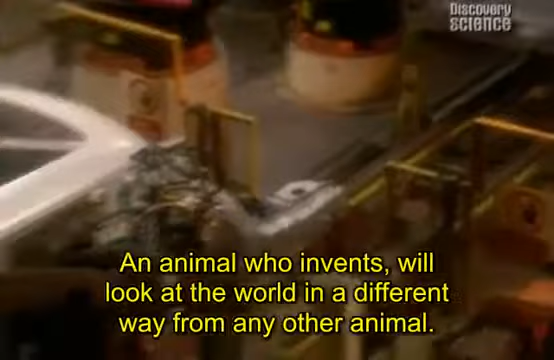 Discovery
SCIENCE
An animal who invents, will
look at the world in a different
way from any other animal.